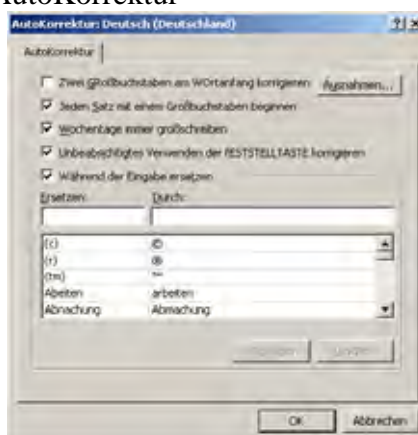 AutoKorrektur
AutoKorrektur: Deutsch (Deutschland)
AutoKorrektur
Zwei GRoßbuchstaben am WOrtanfang korrigieren
Ausnahmen...
Jeden Satz mit einem Großbuchstaben beginnen
Wochentage immer großschreiben
Unbeabsichtigtes Verwenden der fESTSTELLTASTE korrigieren
Während der Eingabe ersetzen
Ersetzen: Durch:
(c) ©
(r) ®
(tm) ™
Abeiten arbeiten
Abnachung Abmachung
OK Abbrechen